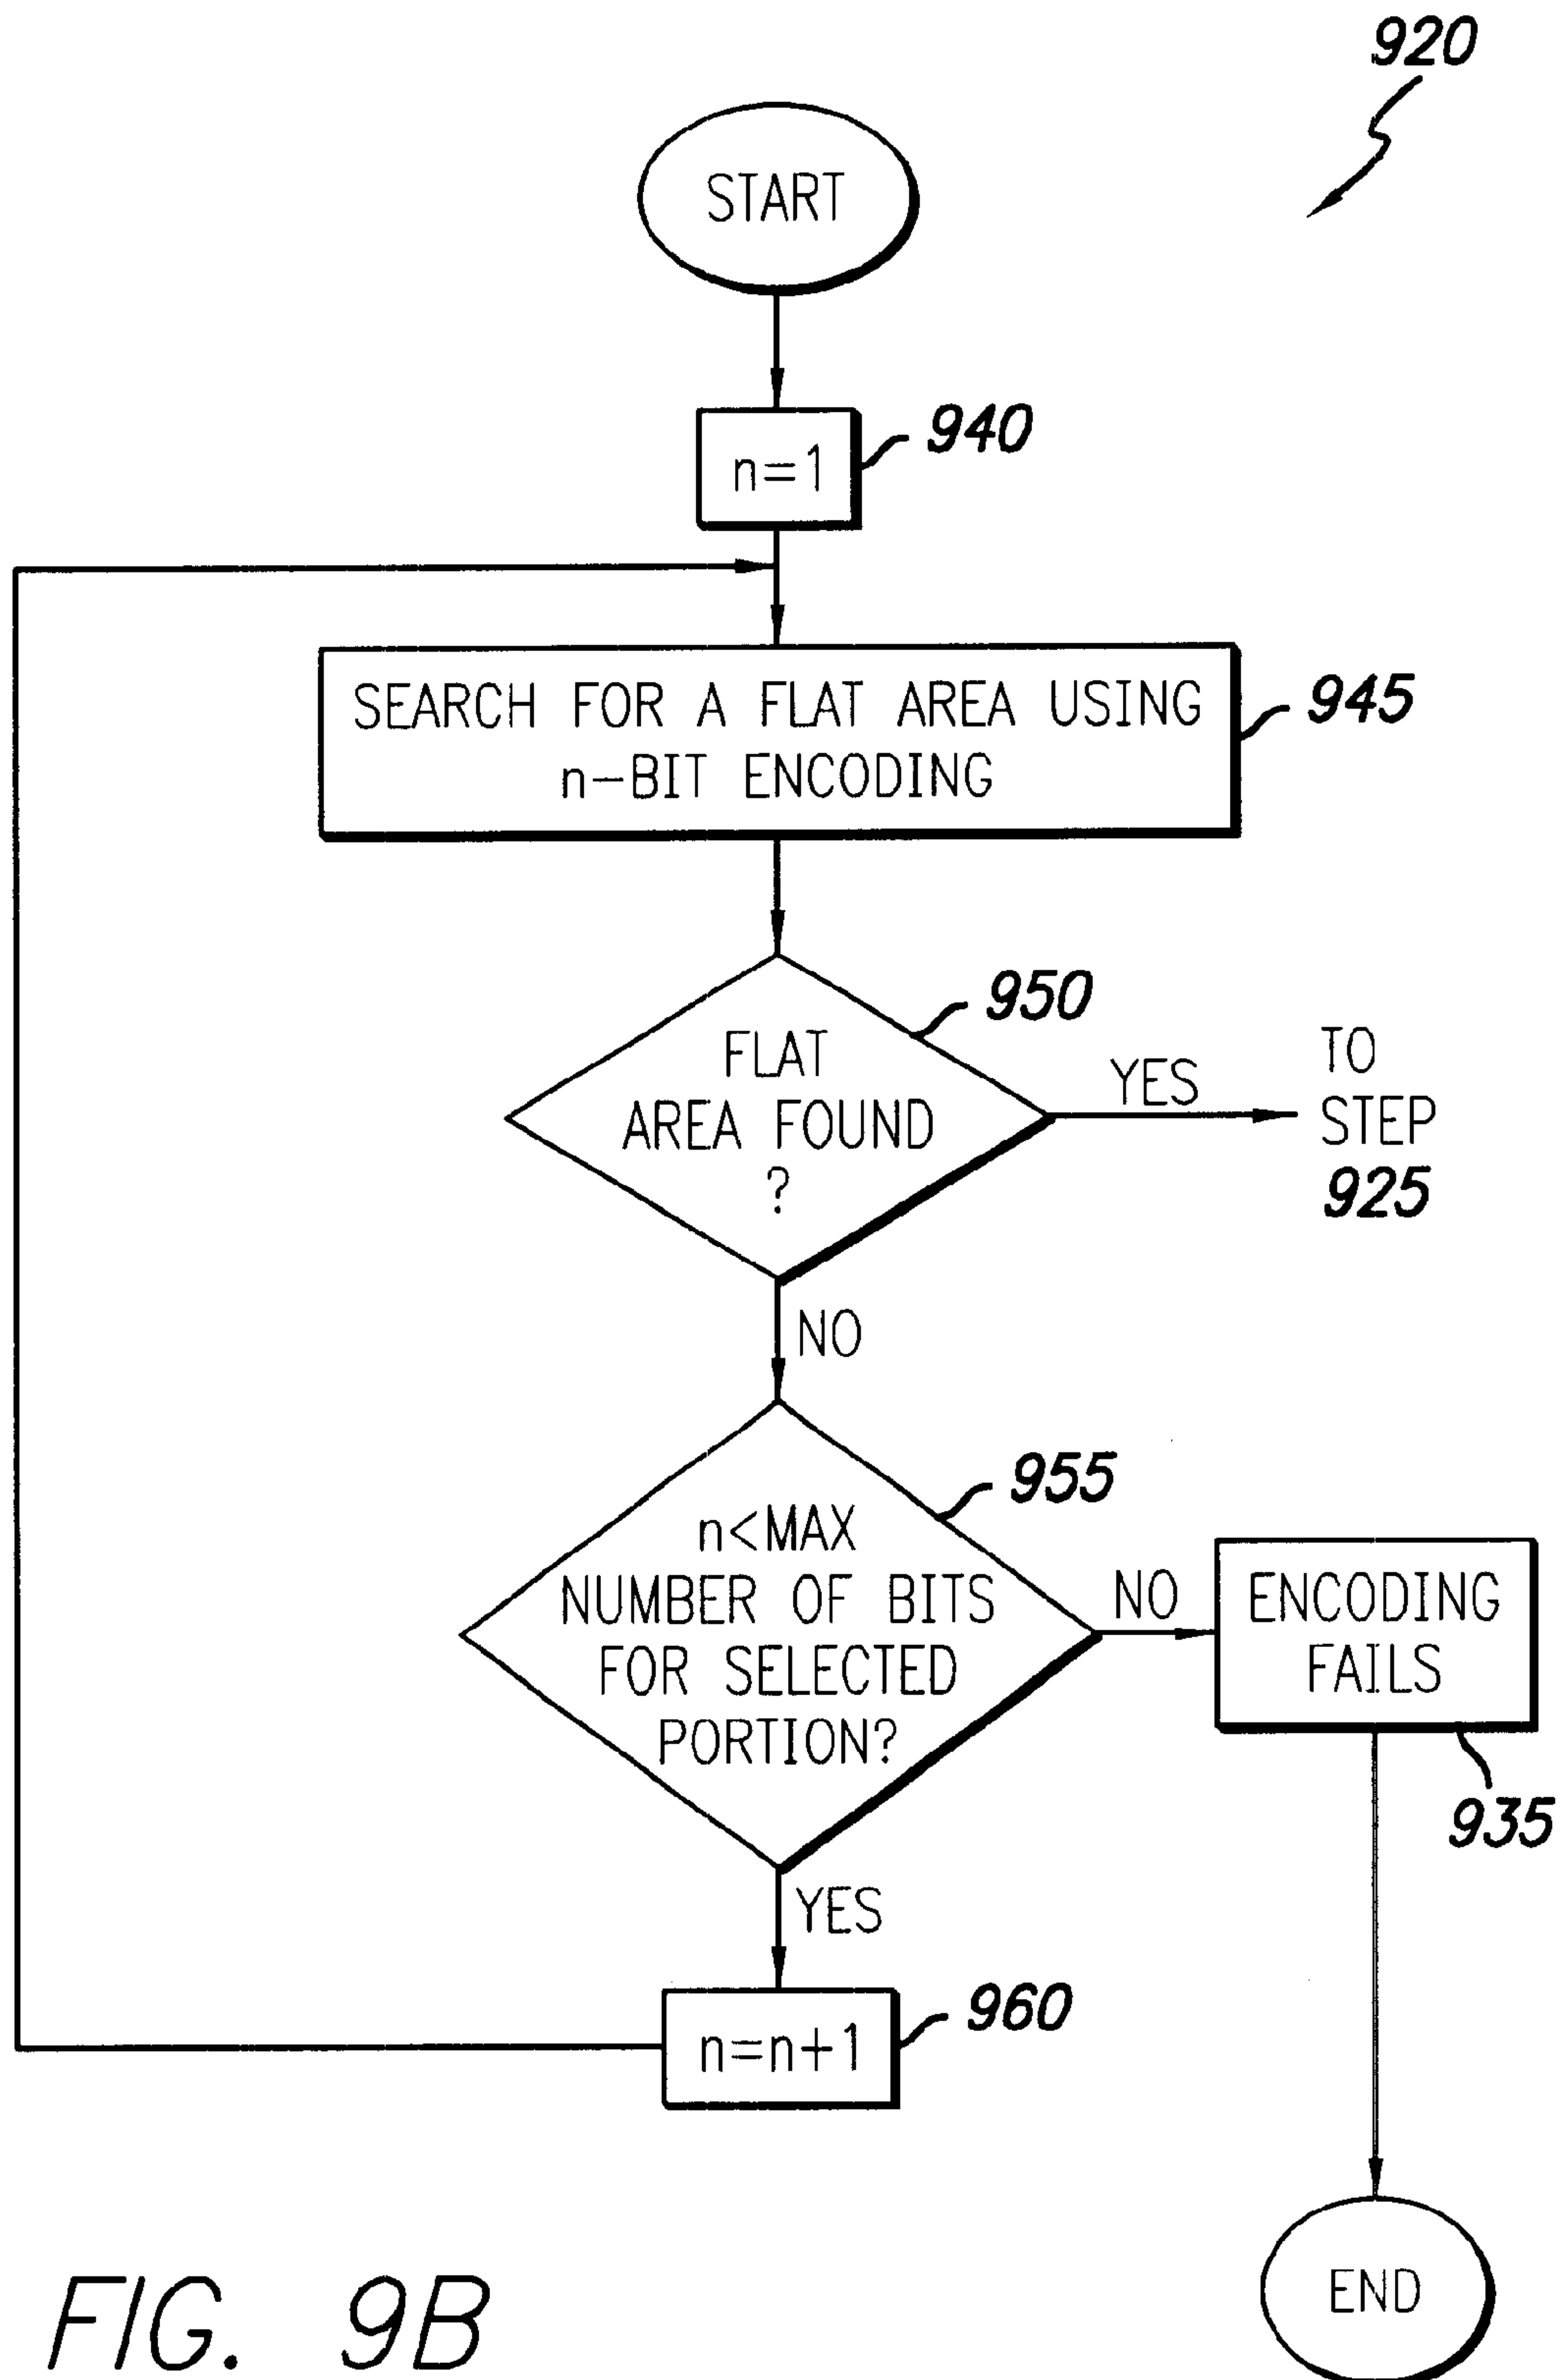 920
START
n=1
940
SEARCH FOR A FLAT AREA USING
n-BIT ENCODING
945
FLAT
AREA FOUND
?
950
YES
TO
STEP
925
NO
n<MAX
NUMBER OF BITS
FOR SELECTED
PORTION?
955
NO
ENCODING
FAILS
935
YES
n=n+1
960
END
FIG. 9B